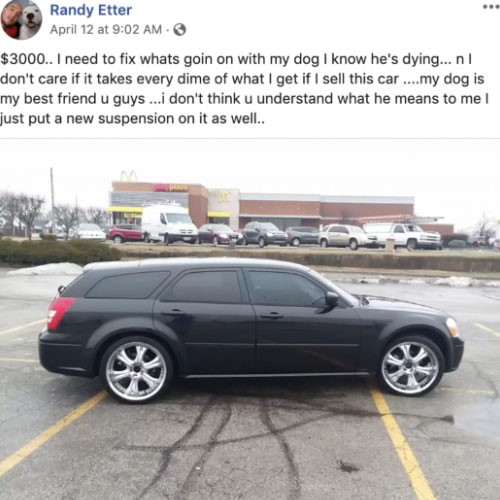 Randy Etter
April 12 at 9:02 AM ·
$3000.. I need to fix whats goin on with my dog I know he's dying... n I
don't care if it takes every dime of what I get if I sell this car ....my dog is
my best friend u guys ...i don't think u understand what he means to me I
just put a new suspension on it as well..